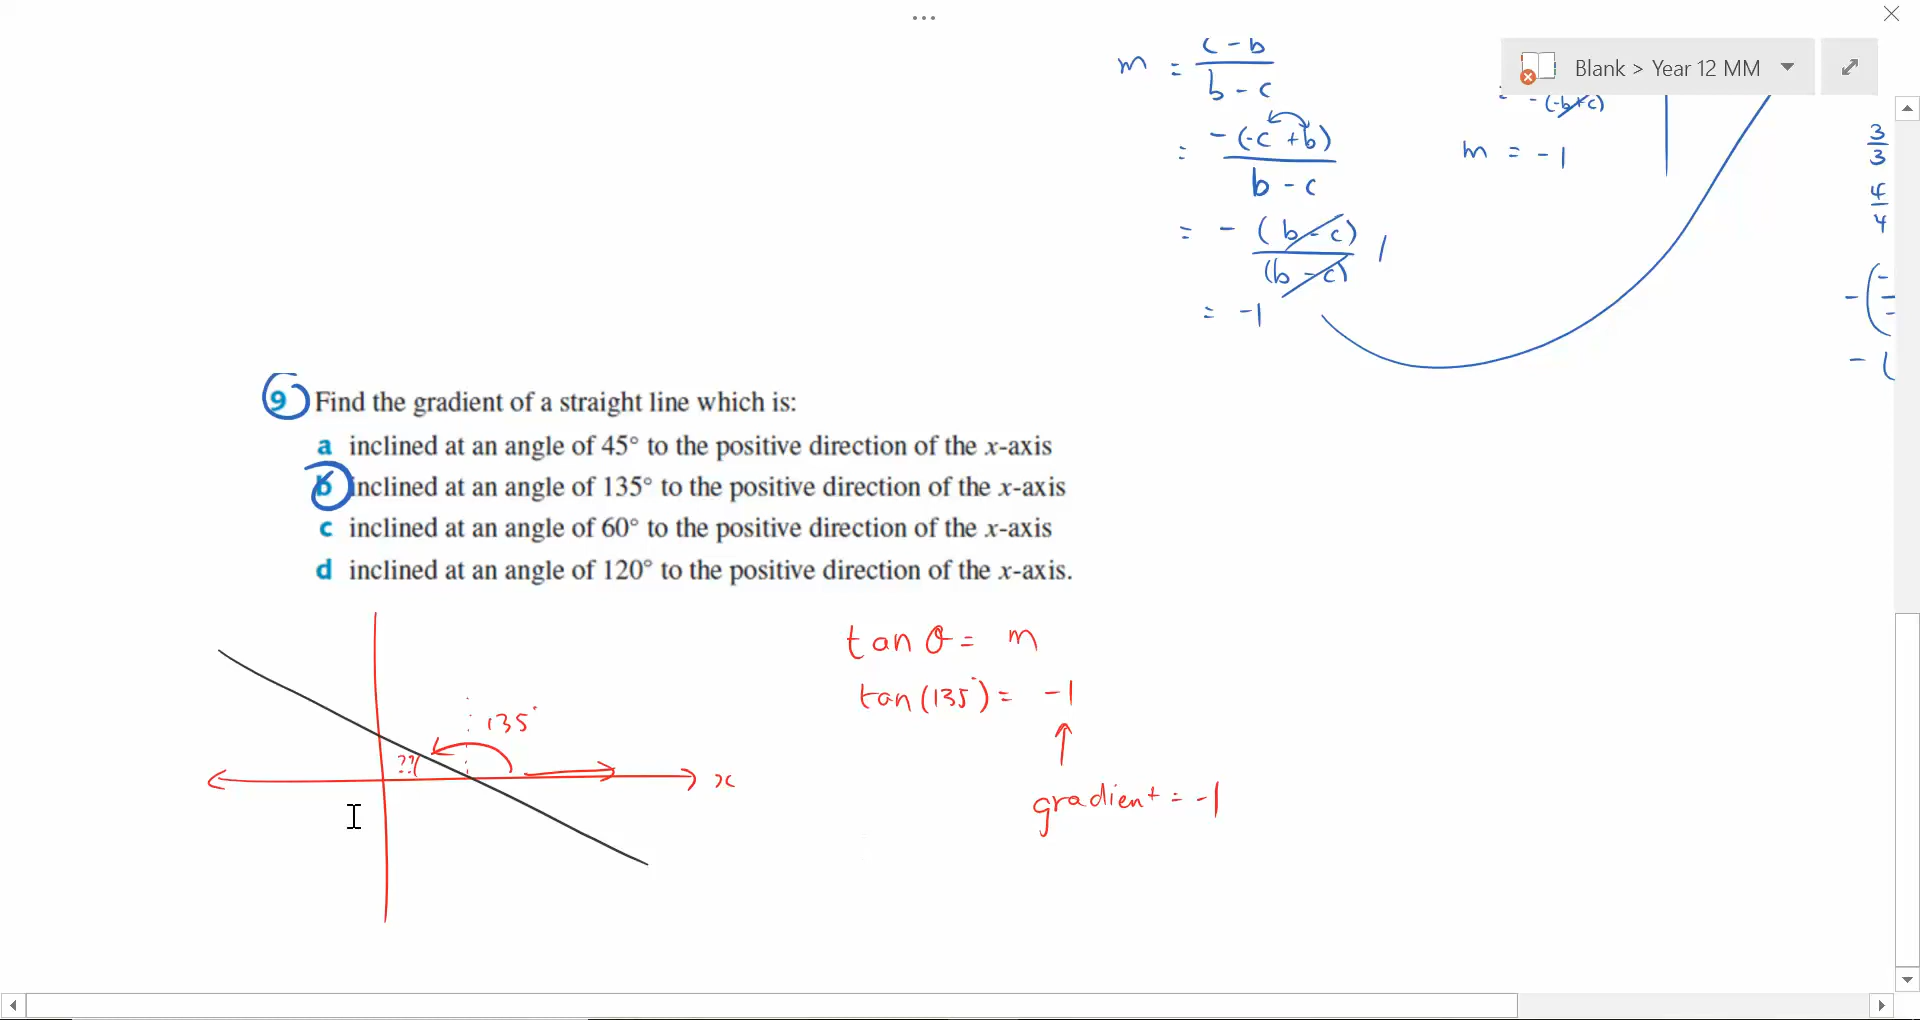 ...
Blank > Year 12 MM
m = c - b / b - c
= - (-c + b) / b - c
= - (b - c) / (b - c)
= -1
= -(-b+c)
m = -1
3/3
4/4
9 Find the gradient of a straight line which is:
a inclined at an angle of 45° to the positive direction of the x-axis
b inclined at an angle of 135° to the positive direction of the x-axis
c inclined at an angle of 60° to the positive direction of the x-axis
d inclined at an angle of 120° to the positive direction of the x-axis.
tan θ = m
tan(135°) = -1
gradient = -1
135°
??
x